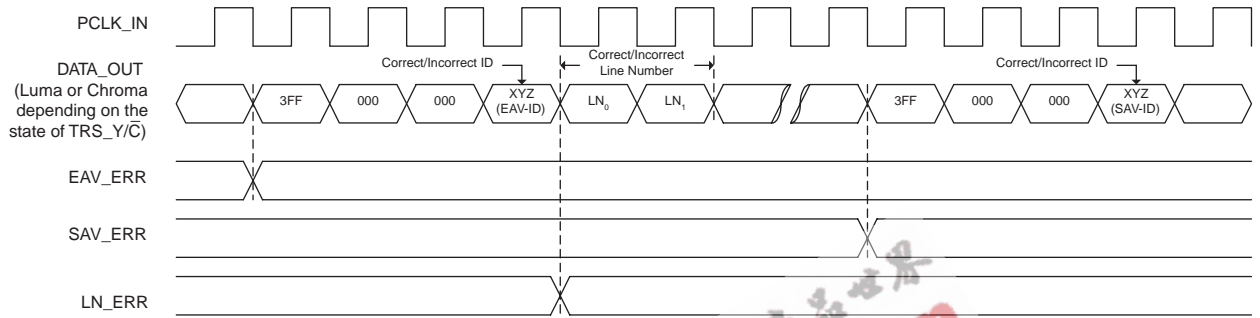 PCLK_IN
DATA_OUT
(Luma or Chroma
depending on the
state of TRS_Y/C̅)
Correct/Incorrect ID
Correct/Incorrect
Line Number
Correct/Incorrect ID
3FF
000
000
XYZ
(EAV-ID)
LN₀
LN₁
3FF
000
000
XYZ
(SAV-ID)
EAV_ERR
SAV_ERR
LN_ERR